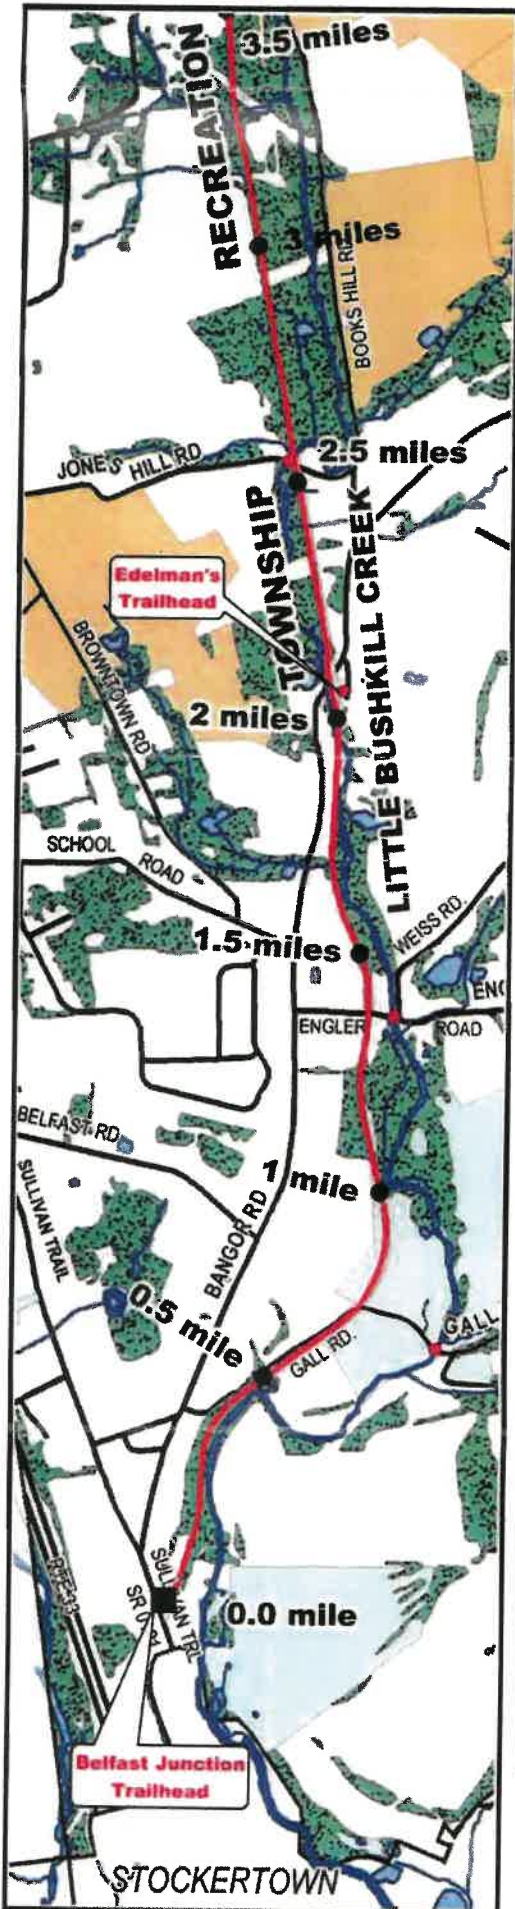 3.5 miles
RECREATION
3 miles
BOOKS HILL RD
2.5 miles
JONES HILL RD
TOWNSHIP
LITTLE BUSHKILL CREEK
Edelman's
Trailhead
BROWNTOWN RD
2 miles
SCHOOL
ROAD
1.5 miles
WEISS RD.
ENGLER
ROAD
BELFAST RD
1 mile
SULLIVAN TRAIL
BANGOR RD
0.5 mile
GALL RD.
GALL
SULLIVAN TRL
0.0 mile
Belfast Junction
Trailhead
STOCKERTOWN